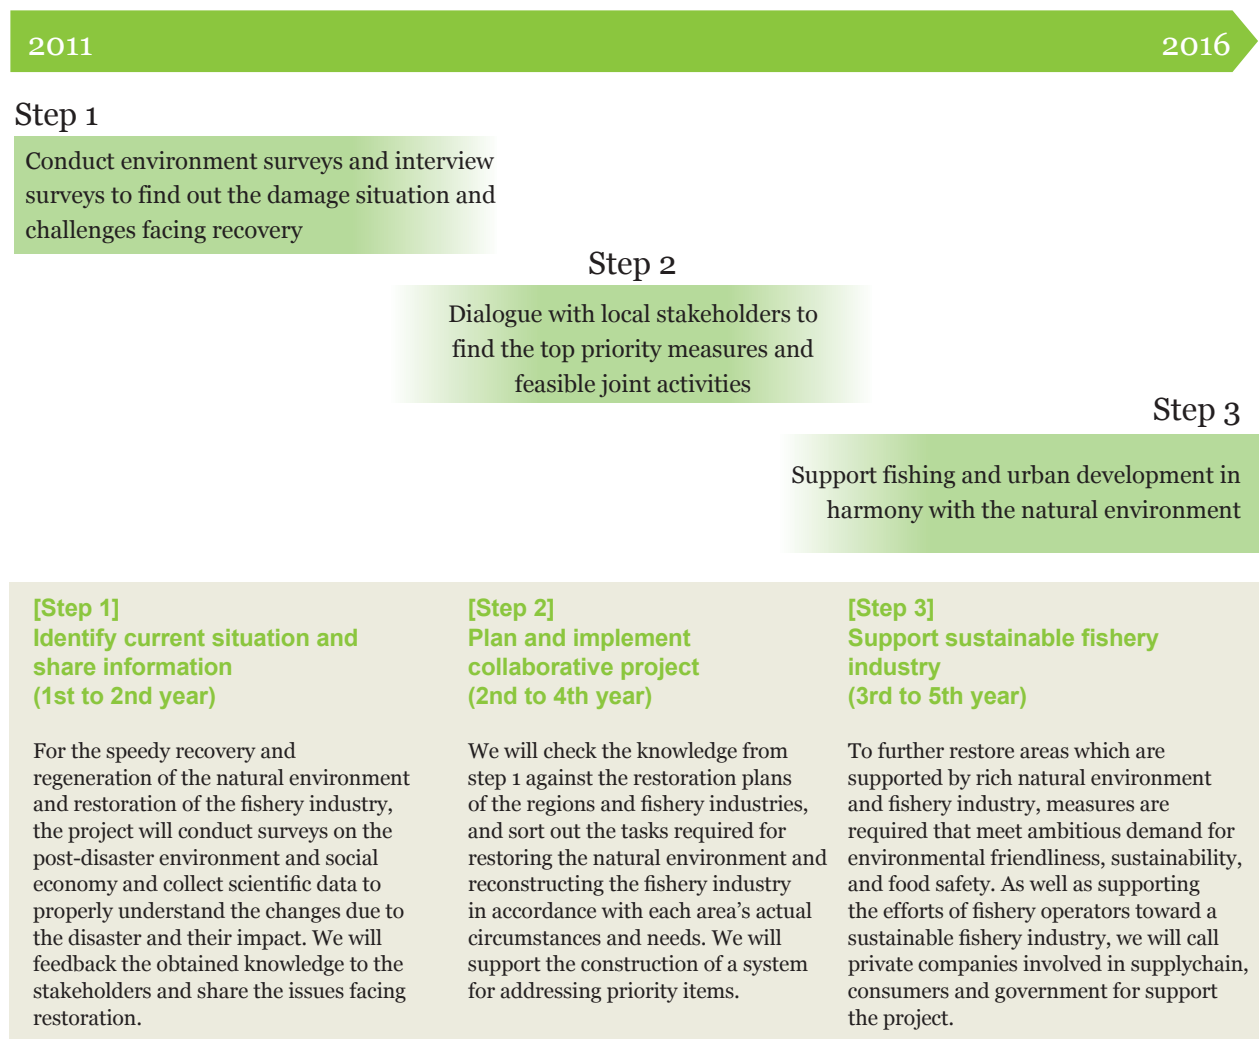 2011
2016
Step 1
Conduct environment surveys and interview
surveys to find out the damage situation and
challenges facing recovery
Step 2
Dialogue with local stakeholders to
find the top priority measures and
feasible joint activities
Step 3
Support fishing and urban development in
harmony with the natural environment
[Step 1]
Identify current situation and
share information
(1st to 2nd year)
For the speedy recovery and
regeneration of the natural environment
and restoration of the fishery industry,
the project will conduct surveys on the
post-disaster environment and social
economy and collect scientific data to
properly understand the changes due to
the disaster and their impact. We will
feedback the obtained knowledge to the
stakeholders and share the issues facing
restoration.
[Step 2]
Plan and implement
collaborative project
(2nd to 4th year)
We will check the knowledge from
step 1 against the restoration plans
of the regions and fishery industries,
and sort out the tasks required for
restoring the natural environment and
reconstructing the fishery industry
in accordance with each area's actual
circumstances and needs. We will
support the construction of a system
for addressing priority items.
[Step 3]
Support sustainable fishery
industry
(3rd to 5th year)
To further restore areas which are
supported by rich natural environment
and fishery industry, measures are
required that meet ambitious demand for
environmental friendliness, sustainability,
and food safety. As well as supporting
the efforts of fishery operators toward a
sustainable fishery industry, we will call
private companies involved in supplychain,
consumers and government for support
the project.